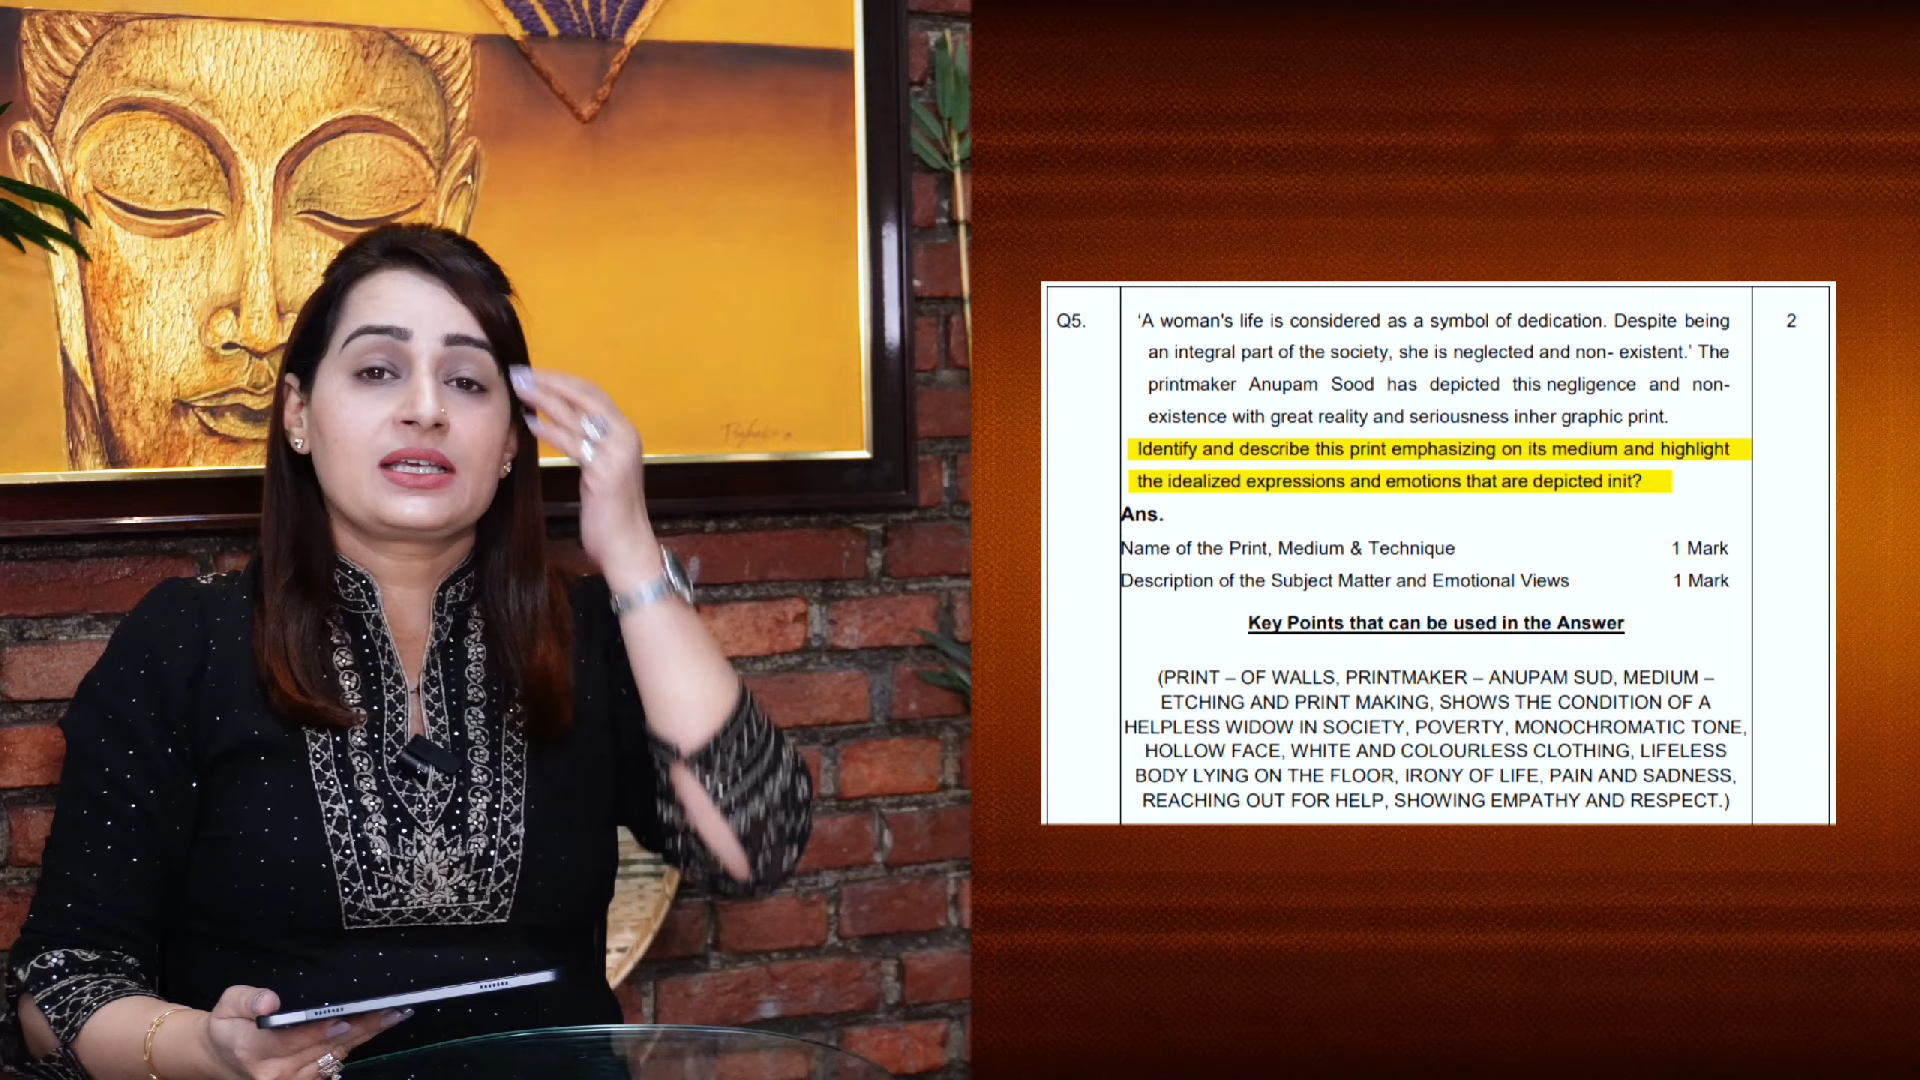 Q5.
2
‘A woman's life is considered as a symbol of dedication. Despite being
an integral part of the society, she is neglected and non- existent.’ The
printmaker Anupam Sood has depicted this negligence and non-
existence with great reality and seriousness inher graphic print.
Identify and describe this print emphasizing on its medium and highlight
the idealized expressions and emotions that are depicted init?
Ans.
Name of the Print, Medium & Technique 1 Mark
Description of the Subject Matter and Emotional Views 1 Mark
Key Points that can be used in the Answer
(PRINT – OF WALLS, PRINTMAKER – ANUPAM SUD, MEDIUM –
ETCHING AND PRINT MAKING, SHOWS THE CONDITION OF A
HELPLESS WIDOW IN SOCIETY, POVERTY, MONOCHROMATIC TONE,
HOLLOW FACE, WHITE AND COLOURLESS CLOTHING, LIFELESS
BODY LYING ON THE FLOOR, IRONY OF LIFE, PAIN AND SADNESS,
REACHING OUT FOR HELP, SHOWING EMPATHY AND RESPECT.)